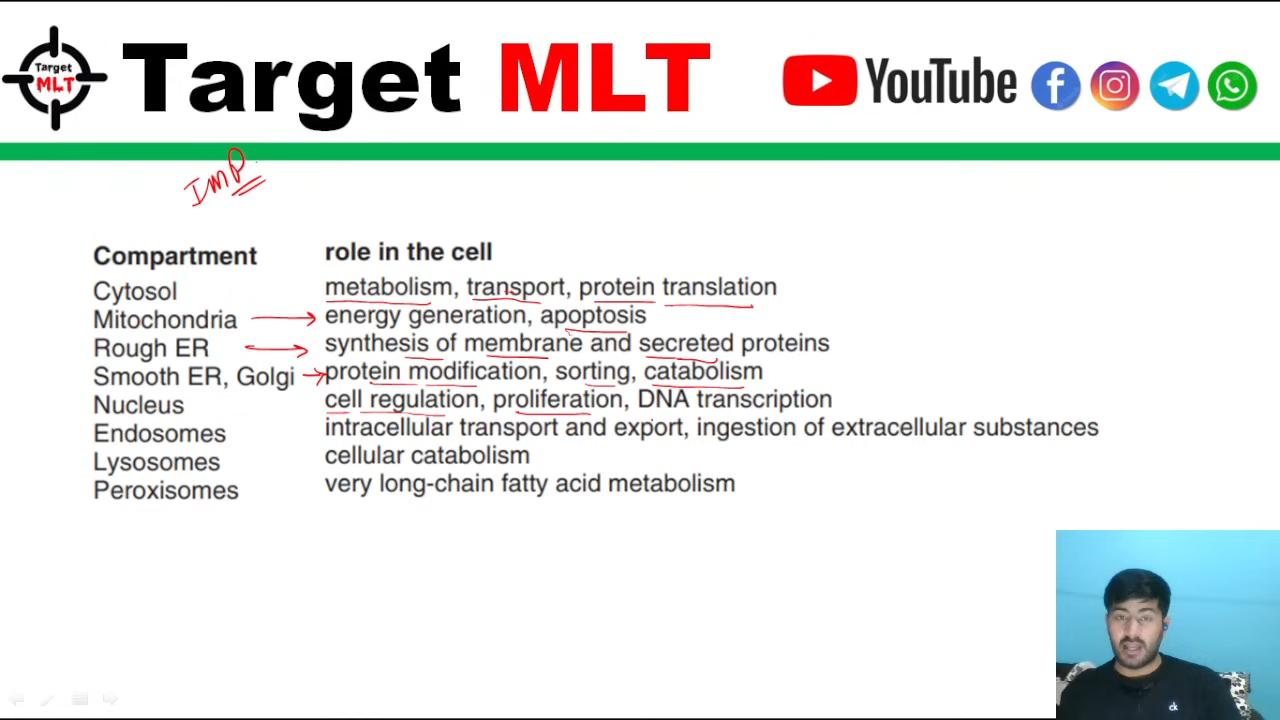 Target MLT
Target MLT YouTube
Imp
Compartment role in the cell
Cytosol metabolism, transport, protein translation
Mitochondria energy generation, apoptosis
Rough ER synthesis of membrane and secreted proteins
Smooth ER, Golgi protein modification, sorting, catabolism
Nucleus cell regulation, proliferation, DNA transcription
Endosomes intracellular transport and export, ingestion of extracellular substances
Lysosomes cellular catabolism
Peroxisomes very long-chain fatty acid metabolism
ck